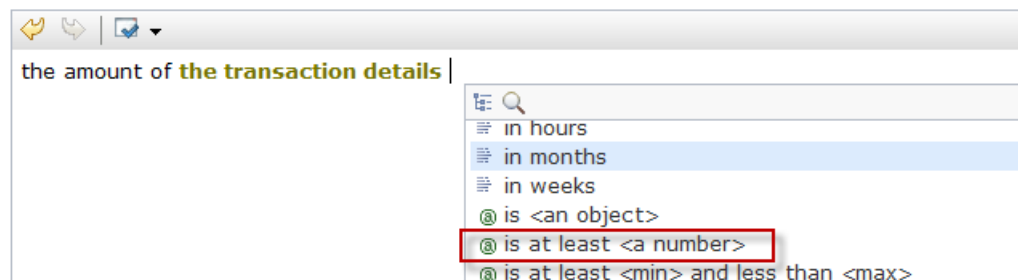 the amount of the transaction details
in hours
in months
in weeks
is <an object>
is at least <a number>
is at least <min> and less than <max>